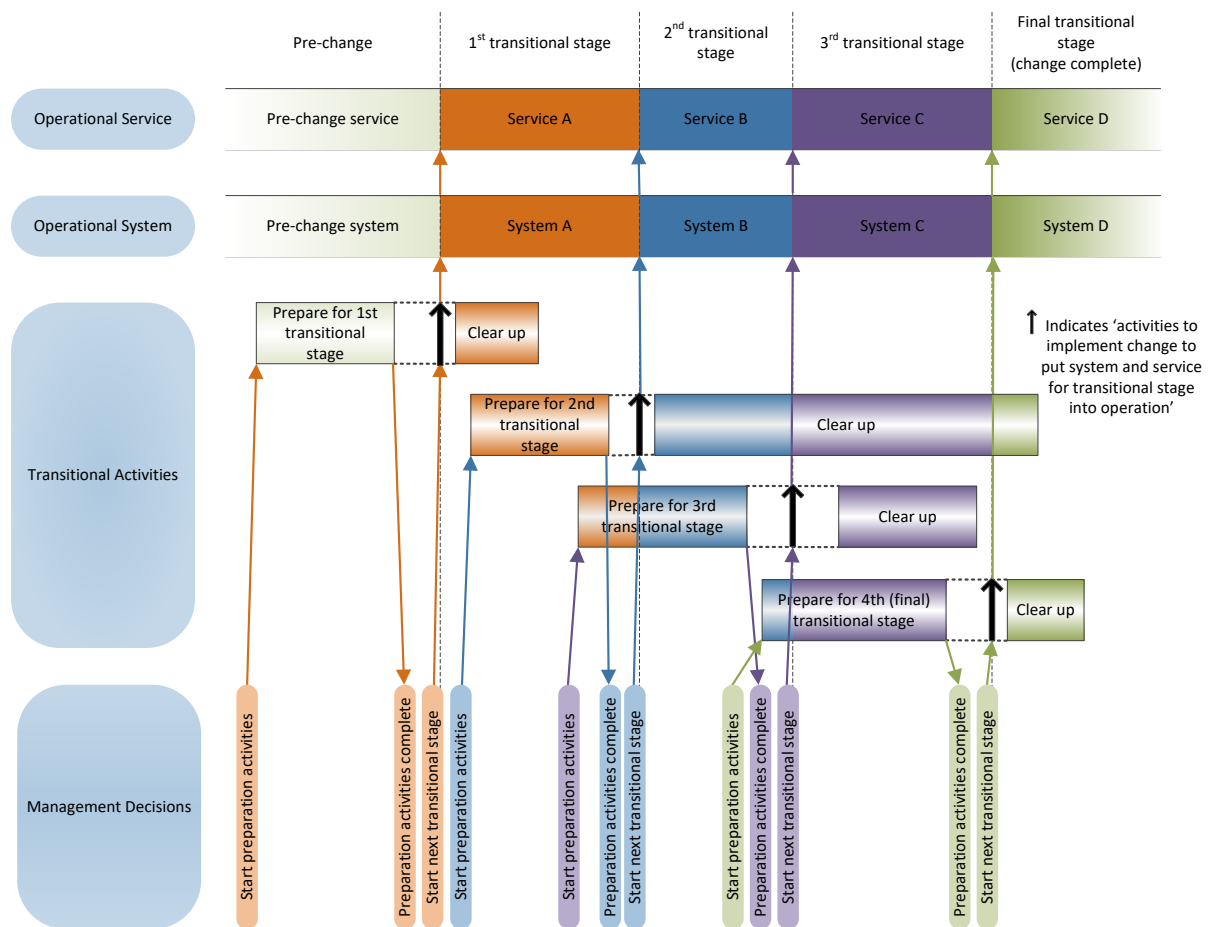 Pre-change
1st transitional stage
2nd transitional
stage
3rd transitional stage
Final transitional
stage
(change complete)
Operational Service
Pre-change service
Service A
Service B
Service C
Service D
Operational System
Pre-change system
System A
System B
System C
System D
Transitional Activities
Prepare for 1st
transitional
stage
Clear up
Indicates ‘activities to
implement change to
put system and service
for transitional stage
into operation’
Prepare for 2nd
transitional
stage
Clear up
Prepare for 3rd
transitional stage
Clear up
Prepare for 4th (final)
transitional stage
Clear up
Management Decisions
Start preparation activities
Preparation activities complete
Start next transitional stage
Start preparation activities
Start preparation activities
Preparation activities complete
Start next transitional stage
Start preparation activities
Preparation activities complete
Start next transitional stage
Preparation activities complete
Start next transitional stage